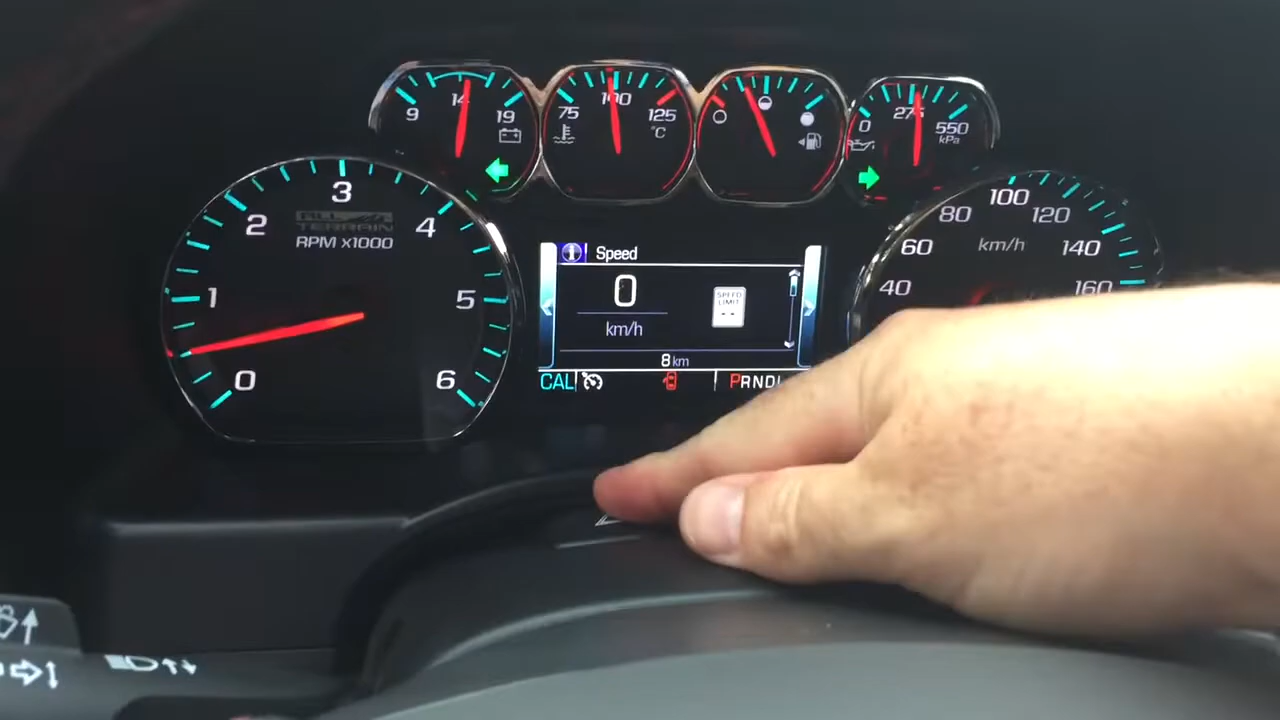 9 14 19
75 100 125
°C
0 275 550
kPa
0 1 2 3 4 5 6
ALL TERRAIN
RPM x1000
Speed
0
km/h
SPEED
LIMIT
--
8 km
CAL
PRND
40 60 80 100 120 140 160
km/h